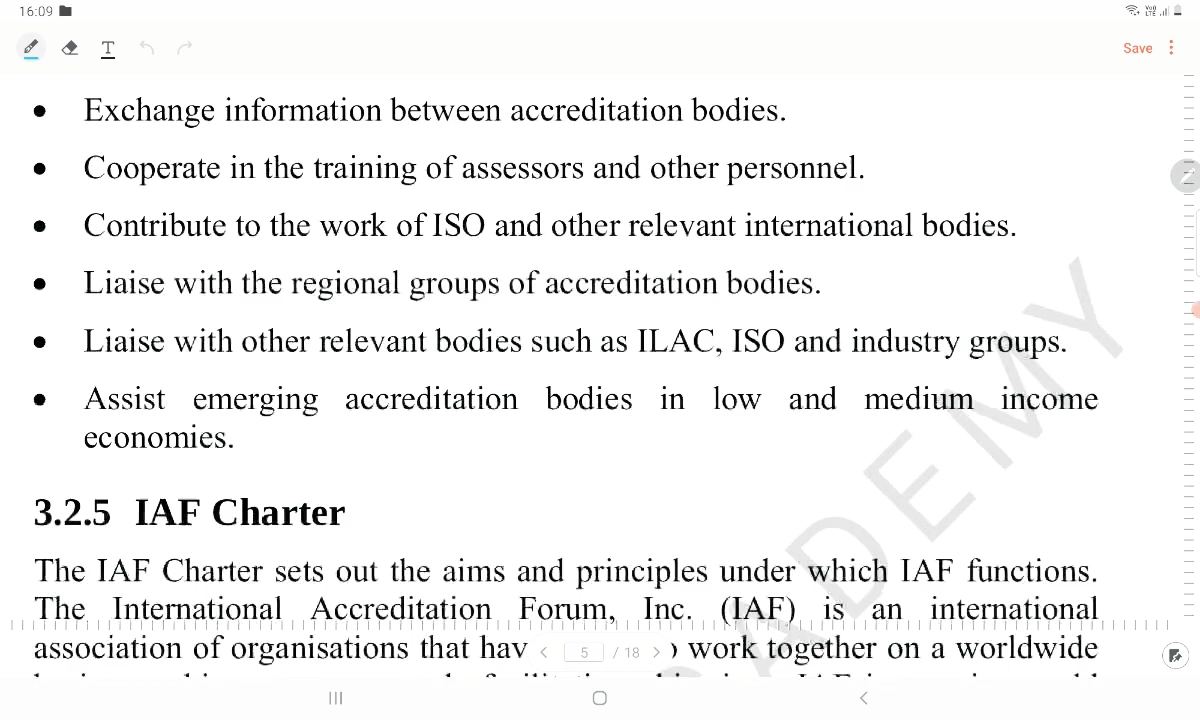 16:09
Save
• Exchange information between accreditation bodies.
• Cooperate in the training of assessors and other personnel.
• Contribute to the work of ISO and other relevant international bodies.
• Liaise with the regional groups of accreditation bodies.
• Liaise with other relevant bodies such as ILAC, ISO and industry groups.
• Assist emerging accreditation bodies in low and medium income
economies.
3.2.5 IAF Charter
The IAF Charter sets out the aims and principles under which IAF functions.
The International Accreditation Forum, Inc. (IAF) is an international
association of organisations that hav work together on a worldwide
5 / 18
ADEMY